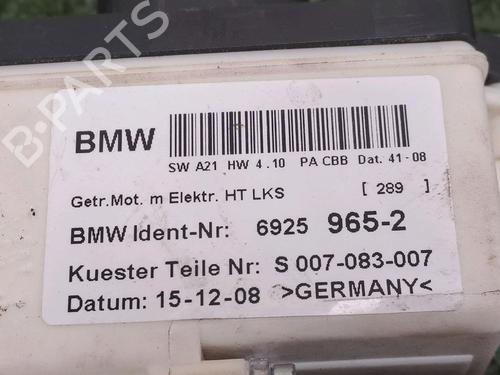 BMW
SW A21 HW 4.10 PA CBB Dat. 41-08
Getr.Mot. m Elektr. HT LKS [ 289 ]
BMW Ident-Nr: 6925 965-2
Kuester Teile Nr: S 007-083-007
Datum: 15-12-08 >GERMANY<
B-PARTS